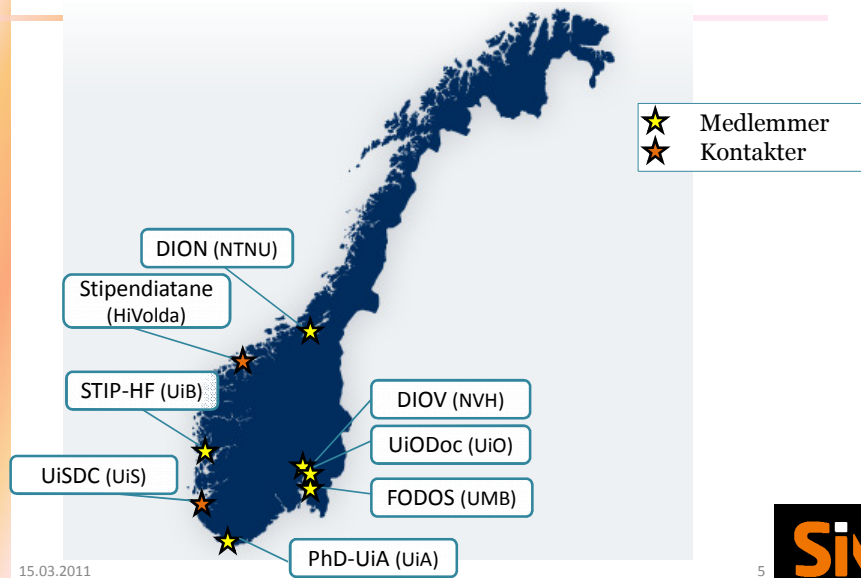 Medlemmer
Kontakter
DION (NTNU)
Stipendiatane
(HiVolda)
STIP-HF (UiB)
DIOV (NVH)
UiODoc (UiO)
UiSDC (UiS)
FODOS (UMB)
PhD-UiA (UiA)
15.03.2011
5